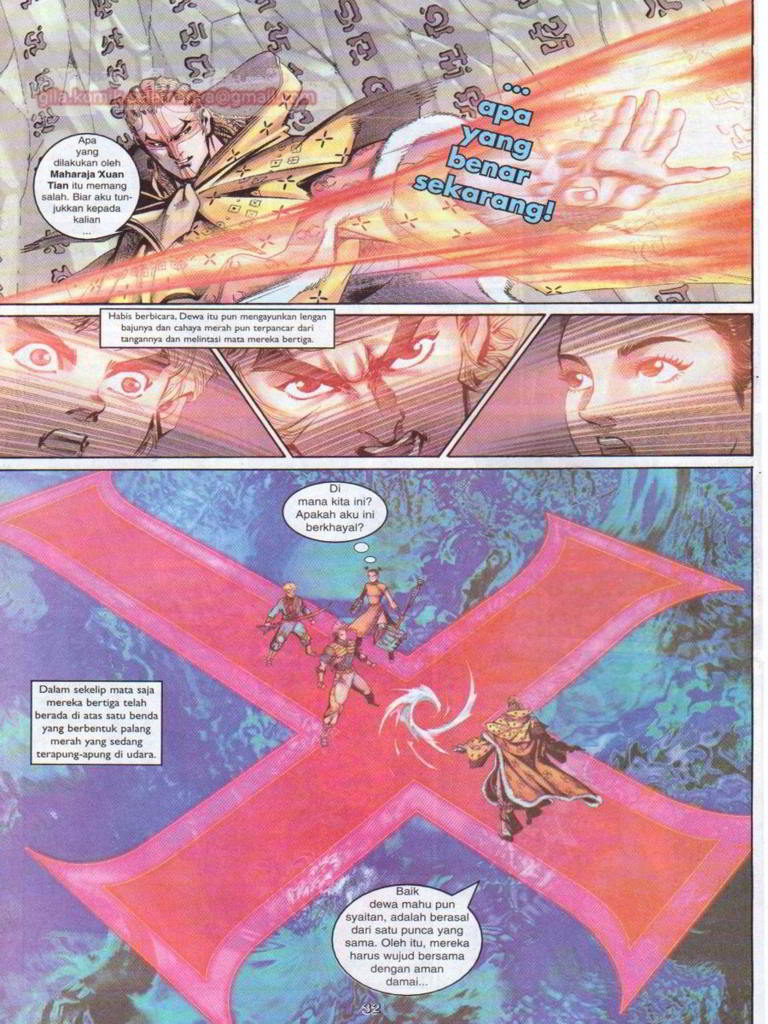 Apa
yang
dilakukan oleh
Maharaja Xuan
Tian itu memang
salah. Biar aku tun-
jukkan kepada
kalian
...
...
apa
yang
benar
sekarang!
Habis berbicara, Dewa itu pun mengayunkan lengan
bajunya dan cahaya merah pun terpancar dari
tangannya dan melintasi mata mereka bertiga.
Di
mana kita ini?
Apakah aku ini
berkhayal?
Dalam sekelip mata saja
mereka bertiga telah
berada di atas satu benda
yang berbentuk palang
merah yang sedang
terapung-apung di udara.
Baik
dewa mahu pun
syaitan, adalah berasal
dari satu punca yang
sama. Oleh itu, mereka
harus wujud bersama
dengan aman
damai...
32